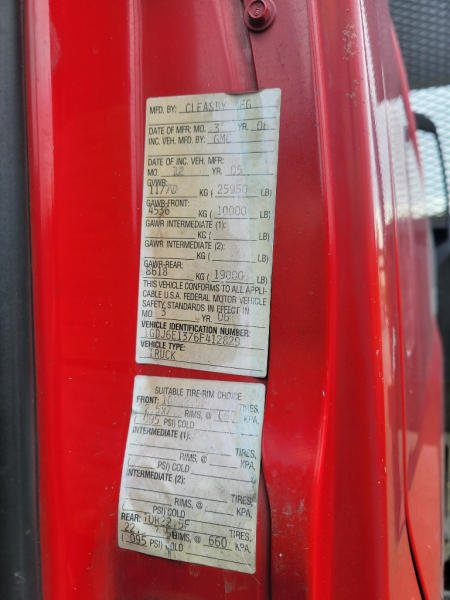 MFD. BY: CLEASBY MFG
DATE OF MFR: MO. 3 YR. 06
INC. VEH. MFD. BY: GMC
DATE OF INC. VEH. MFR:
MO. 12 YR. 05
GVWR:
11770 KG ( 25950 LB)
GAWR-FRONT:
4536 KG ( 10000 LB)
GAWR INTERMEDIATE (1):
KG ( LB)
GAWR INTERMEDIATE (2):
KG ( LB)
GAWR-REAR:
8618 KG ( 19000 LB)
THIS VEHICLE CONFORMS TO ALL APPLI-
CABLE U.S.A. FEDERAL MOTOR VEHICLE
SAFETY STANDARDS IN EFFECT IN
MO. 3 YR. 06
VEHICLE IDENTIFICATION NUMBER:
1GDJ6E1376F412829
VEHICLE TYPE:
TRUCK
SUITABLE TIRE-RIM CHOICE
FRONT: TIRES,
RIMS, @ KPA,
PSI) COLD
INTERMEDIATE (1):
TIRES,
RIMS, @ KPA,
( PSI) COLD
INTERMEDIATE (2):
TIRES,
RIMS, @ KPA,
( PSI) COLD
REAR: 10R22.5F TIRES,
RIMS, @ 660 KPA,
( 095 PSI) COLD